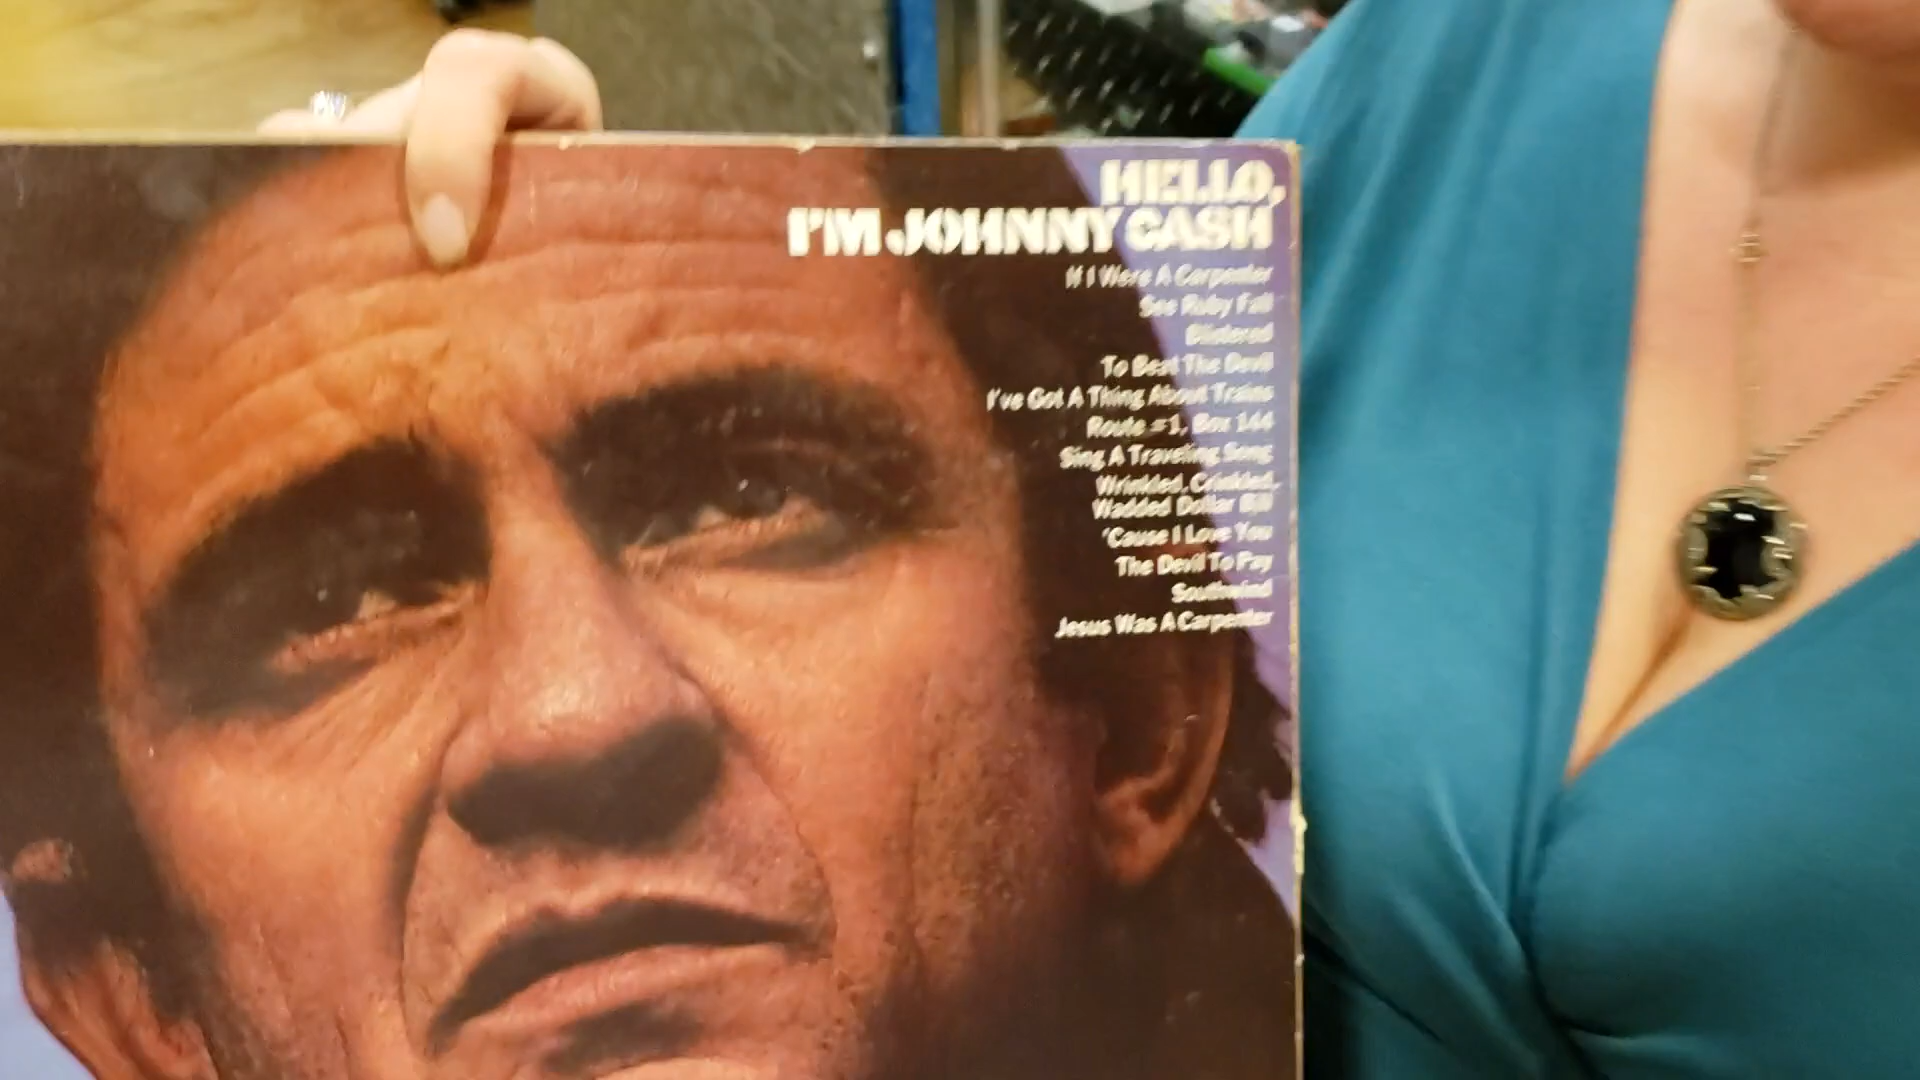 HELLO,
I'M JOHNNY CASH
If I Were A Carpenter
See Ruby Fall
Blistered
To Beat The Devil
I've Got A Thing About Trains
Route #1, Box 144
Sing A Traveling Song
Wrinkled, Crinkled,
Wadded Dollar Bill
'Cause I Love You
The Devil To Pay
Southwind
Jesus Was A Carpenter